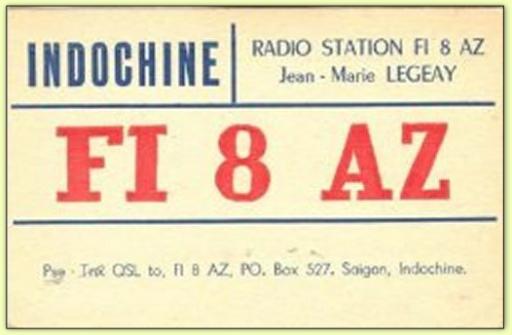 INDOCHINE
RADIO STATION FI 8 AZ
Jean - Marie LEGEAY
FI 8 AZ
Pse - Tnx QSL to, FI 8 AZ, PO. Box 527. Saigon, Indochine.